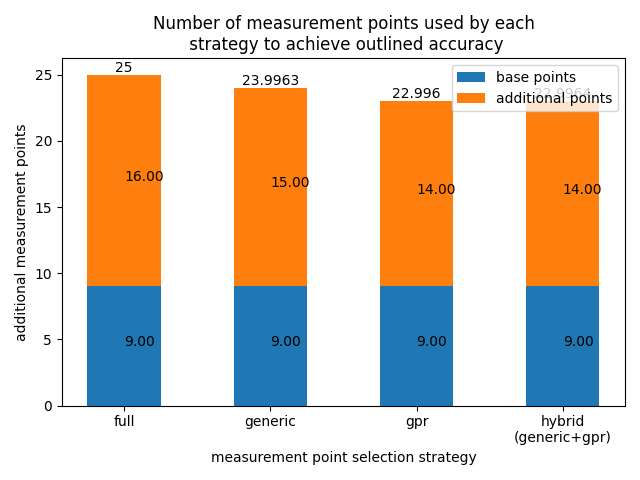 Number of measurement points used by each
strategy to achieve outlined accuracy
base points
additional points
25
23.9963
22.996
22.9964
16.00
15.00
14.00
14.00
9.00
9.00
9.00
9.00
additional measurement points
25
20
15
10
5
0
full
generic
gpr
hybrid
(generic+gpr)
measurement point selection strategy